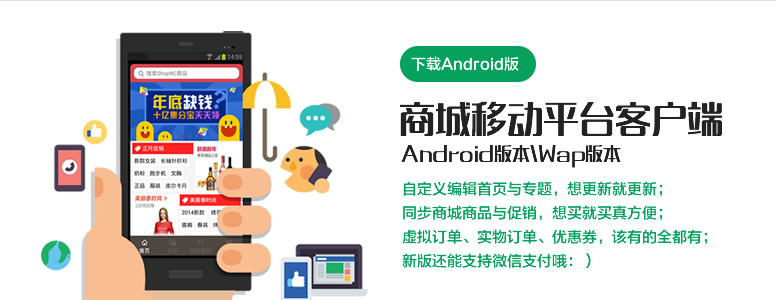 14:59
搜索ShopNC商品
年底缺钱?
十亿集分宝天天领
正月促销
新款女装 长袖针织衫
奶粉 跑步机 文胸
正品 服装 皮尔卡丹
美丽春时尚
美丽春时尚
2014新款
首页
下载Android版
商城移动平台客户端
Android版本\Wap版本
自定义编辑首页与专题，想更新就更新；
同步商城商品与促销，想买就买真方便；
虚拟订单、实物订单、优惠券，该有的全都有；
新版还能支持微信支付哦：）